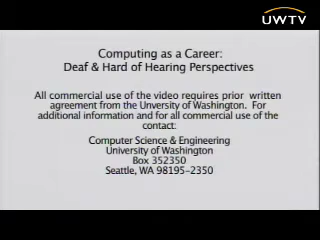 UWTV
Computing as a Career:
Deaf & Hard of Hearing Perspectives
All commercial use of the video requires prior written
agreement from the Unversity of Washington. For
additional information and for all commercial use of the
contact:
Computer Science & Engineering
University of Washington
Box 352350
Seattle, WA 98195-2350